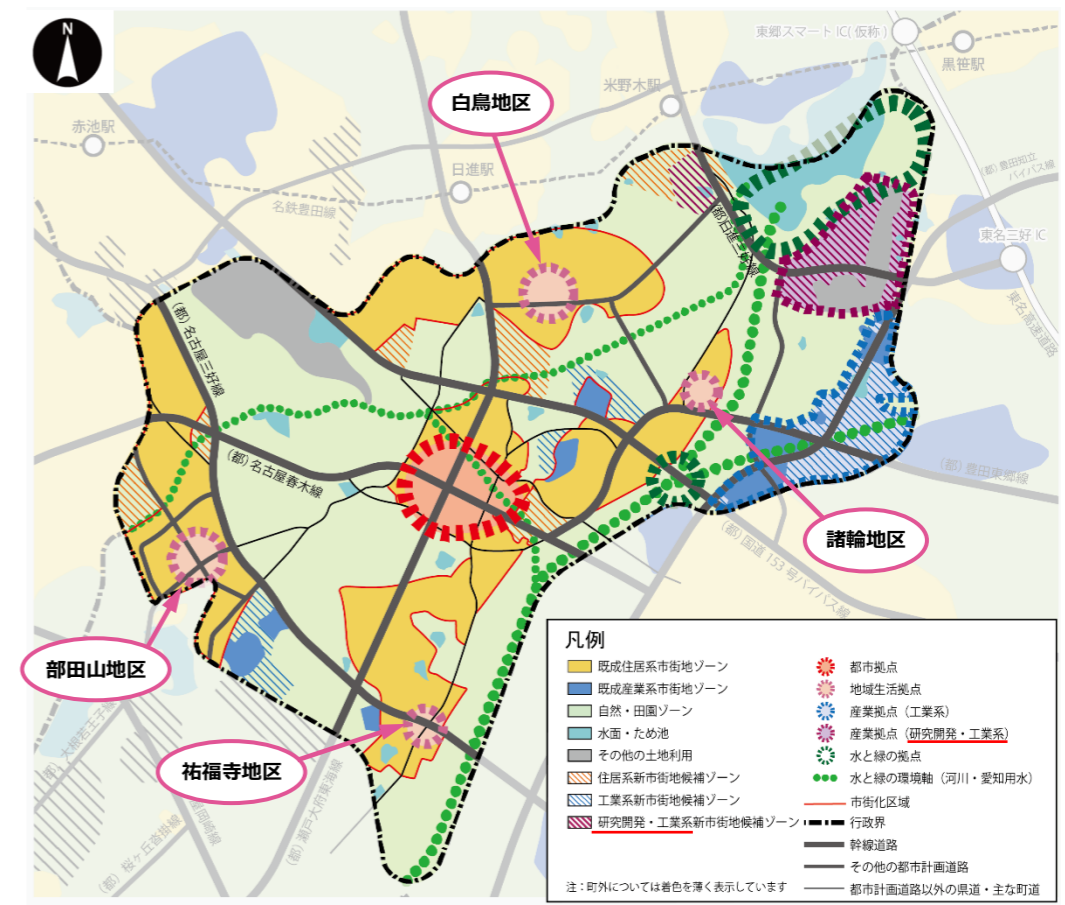 N
東郷スマートIC(仮称)
黒笹駅
米野木駅
白鳥地区
赤池駅
日進駅
名鉄豊田線
(都)豊田知立
バイパス線
東名三好IC
東名高速道路
(都)日進三好線
(都)名古屋三好線
(都)名古屋春木線
(都)豊田東郷線
(都)国道153号バイパス線
諸輪地区
部田山地区
祐福寺地区
(都)大根若王子線
(都)桜ヶ丘沓掛線
(都)瀬戸大府東海線
凡例
既成住居系市街地ゾーン
既成産業系市街地ゾーン
自然・田園ゾーン
水面・ため池
その他の土地利用
住居系新市街地候補ゾーン
工業系新市街地候補ゾーン
研究開発・工業系新市街地候補ゾーン
注：町外については着色を薄く表示しています
都市拠点
地域生活拠点
産業拠点（工業系）
産業拠点（研究開発・工業系）
水と緑の拠点
水と緑の環境軸（河川・愛知用水）
市街化区域
行政界
幹線道路
その他の都市計画道路
都市計画道路以外の県道・主な町道